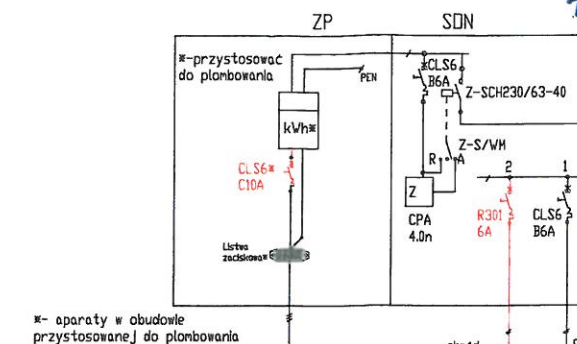 ZP
SON
*-przystosować
do plombowania
PEN
kWh*
CLS6*
C10A
Listwa
zaciskowa*
CLS6
B6A
Z-SCH230/63-40
Z-S/WM
R
A
Z
CPA
4.0n
2
1
R301
6A
CLS6
B6A
*- aparaty w obudowie
przystosowanej do plombowania